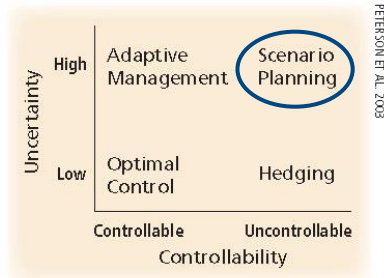 High
Adaptive
Management
Scenario
Planning
Uncertainty
Low
Optimal
Control
Hedging
Controllable
Uncontrollable
Controllability
PETERSON ET AL. 2003